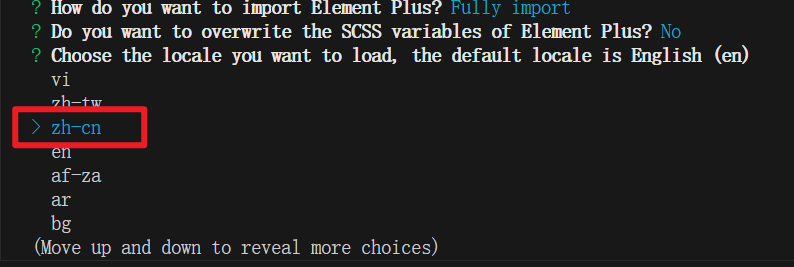 ? How do you want to import Element Plus? Fully import
? Do you want to overwrite the SCSS variables of Element Plus? No
? Choose the locale you want to load, the default locale is English (en)
vi
zh-tw
> zh-cn
en
af-za
ar
bg
(Move up and down to reveal more choices)